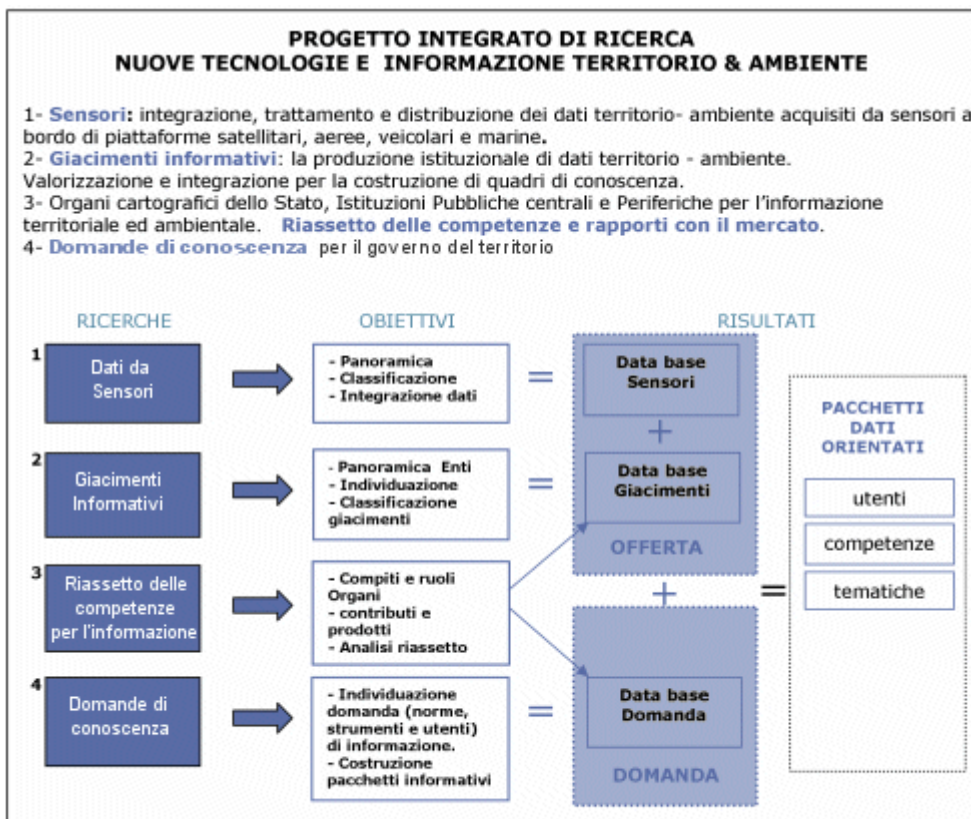 PROGETTO INTEGRATO DI RICERCA
NUOVE TECNOLOGIE E INFORMAZIONE TERRITORIO & AMBIENTE
1- Sensori: integrazione, trattamento e distribuzione dei dati territorio- ambiente acquisiti da sensori a
bordo di piattaforme satellitari, aeree, veicolari e marine.
2- Giacimenti informativi: la produzione istituzionale di dati territorio - ambiente.
Valorizzazione e integrazione per la costruzione di quadri di conoscenza.
3- Organi cartografici dello Stato, Istituzioni Pubbliche centrali e Periferiche per l'informazione
territoriale ed ambientale. Riassetto delle competenze e rapporti con il mercato.
4- Domande di conoscenza per il governo del territorio
RICERCHE
OBIETTIVI
RISULTATI
1
Dati da
Sensori
- Panoramica
- Classificazione
- Integrazione dati
=
Data base
Sensori
+
2
Giacimenti
Informativi
- Panoramica Enti
- Individuazione
- Classificazione
giacimenti
=
Data base
Giacimenti
OFFERTA
3
Riassetto delle
competenze
per l'informazione
- Compiti e ruoli
Organi
- contributi e
prodotti
- Analisi riassetto
+
4
Domande di
conoscenza
- Individuazione
domanda (norme,
strumenti e utenti)
di informazione.
- Costruzione
pacchetti informativi
=
Data base
Domanda
DOMANDA
=
PACCHETTI
DATI
ORIENTATI
utenti
competenze
tematiche